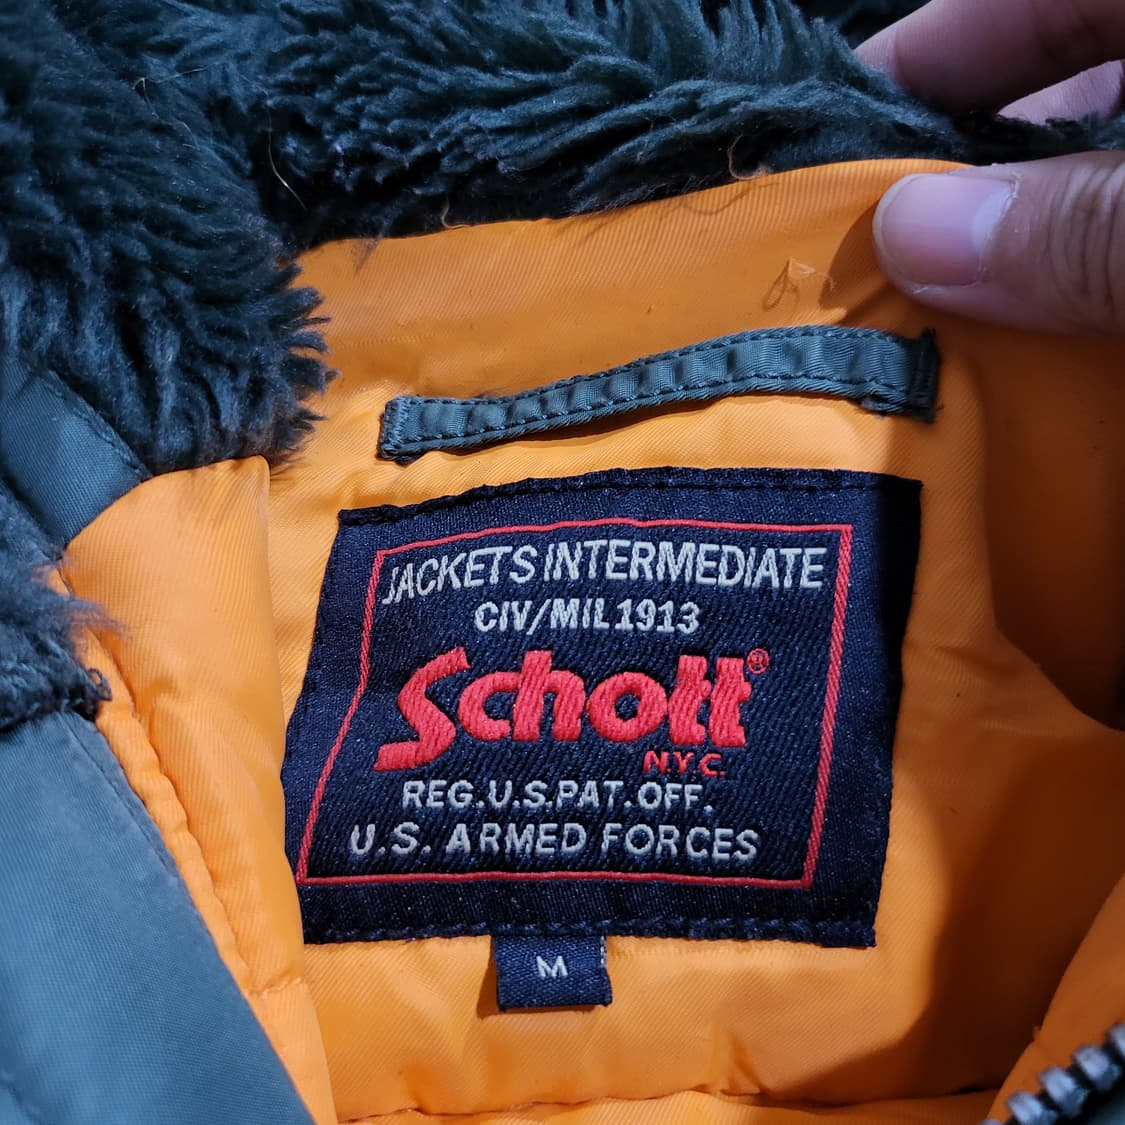 JACKETS INTERMEDIATE
CIV/MIL 1913
Schott®
N.Y.C.
REG.U.S.PAT.OFF.
U.S. ARMED FORCES
M